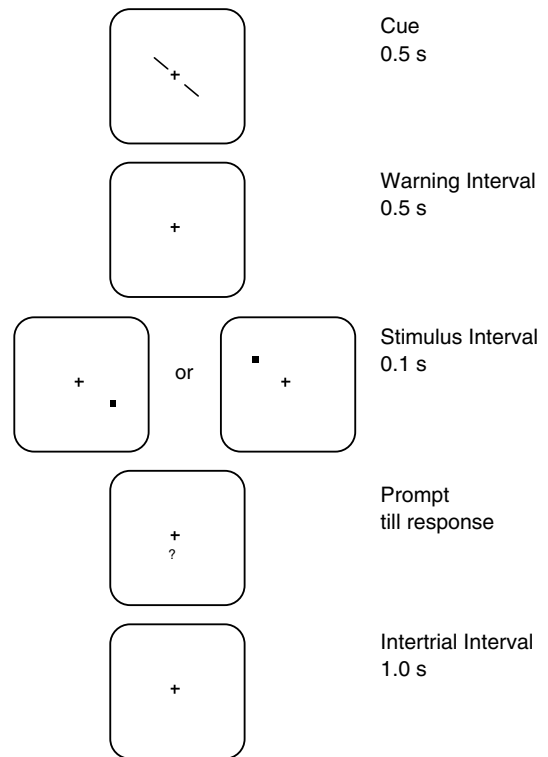 Cue
0.5 s
Warning Interval
0.5 s
or
Stimulus Interval
0.1 s
Prompt
till response
?
Intertrial Interval
1.0 s